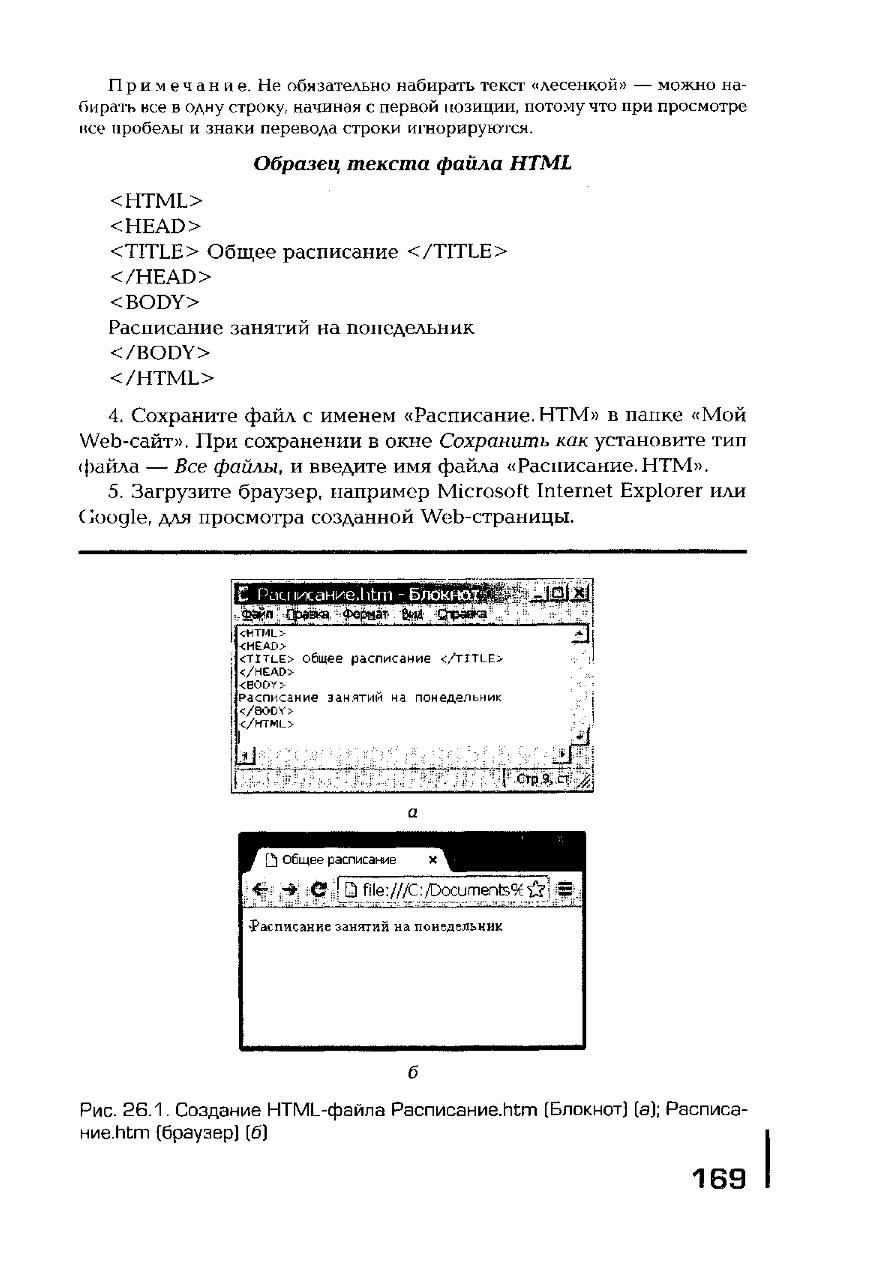 Примечание. Не обязательно набирать текст «лесенкой» — можно на-
бирать все в одну строку, начиная с первой позиции, потому что при просмотре
все пробелы и знаки перевода строки игнорируются.
Образец текста файла HTML
<HTML>
<HEAD>
<TITLE> Общее расписание </TITLE>
</HEAD>
<BODY>
Расписание занятий на понедельник
</BODY>
</HTML>
4. Сохраните файл с именем «Расписание.HTM» в папке «Мой
Web-сайт». При сохранении в окне Сохранить как установите тип
файла — Все файлы, и введите имя файла «Расписание.HTM».
5. Загрузите браузер, например Microsoft Internet Explorer или
Google, для просмотра созданной Web-страницы.
Расписание.htm - Блокнот
Файл Правка Формат Вид Справка
<HTML>
<HEAD>
<TITLE> Общее расписание </TITLE>
</HEAD>
<BODY>
Расписание занятий на понедельник
</BODY>
</HTML>
Стр 9, Ст
а
Общее расписание
file:///C:/Documents%
Расписание занятий на понедельник
б
Рис. 26.1. Создание HTML-файла Расписание.htm (Блокнот) (а); Расписа-
ние.htm (браузер) (б)
169